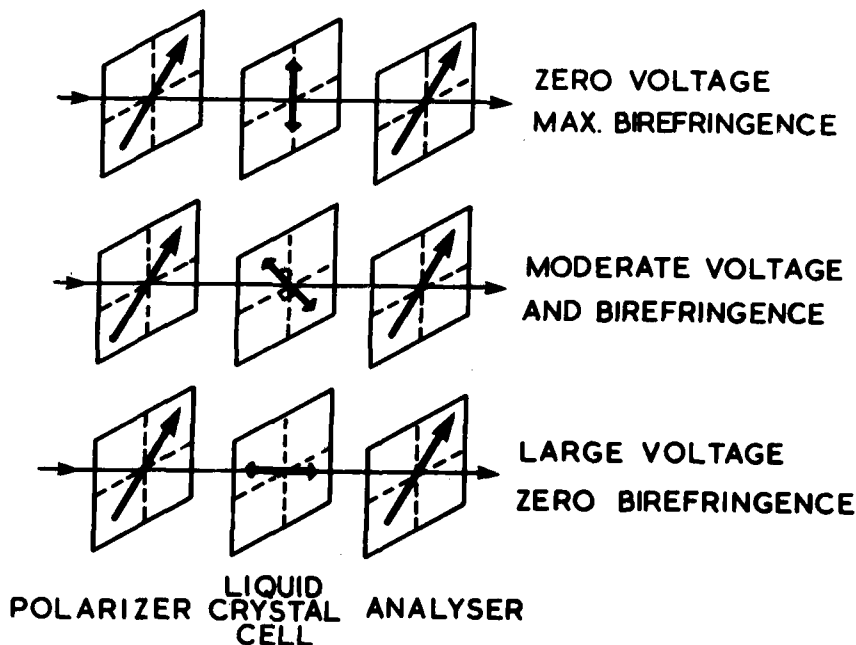 ZERO VOLTAGE
MAX. BIREFRINGENCE
MODERATE VOLTAGE
AND BIREFRINGENCE
LARGE VOLTAGE
ZERO BIREFRINGENCE
POLARIZER
LIQUID
CRYSTAL
CELL
ANALYSER